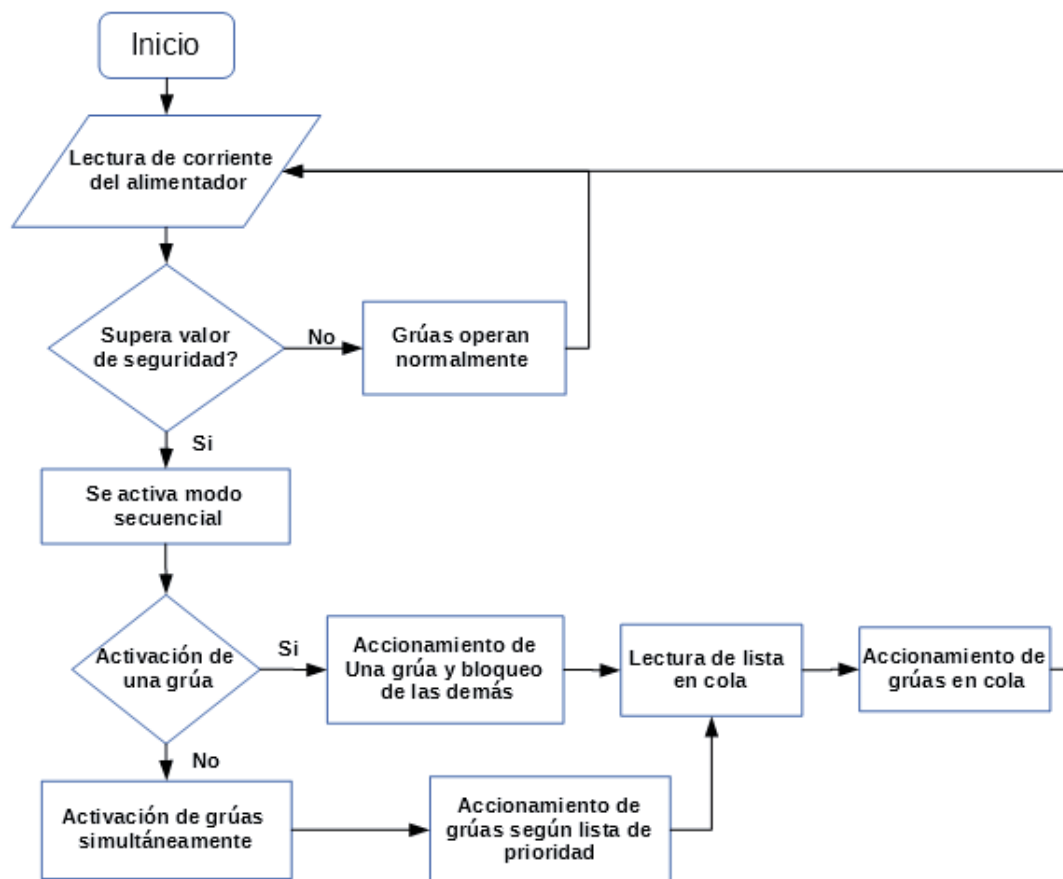 Inicio
Lectura de corriente
del alimentador
Supera valor
de seguridad?
No
Grúas operan
normalmente
Si
Se activa modo
secuencial
Activación de
una grúa
Si
Accionamiento de
Una grúa y bloqueo
de las demás
Lectura de lista
en cola
Accionamiento de
grúas en cola
No
Activación de grúas
simultáneamente
Accionamiento de
grúas según lista de
prioridad